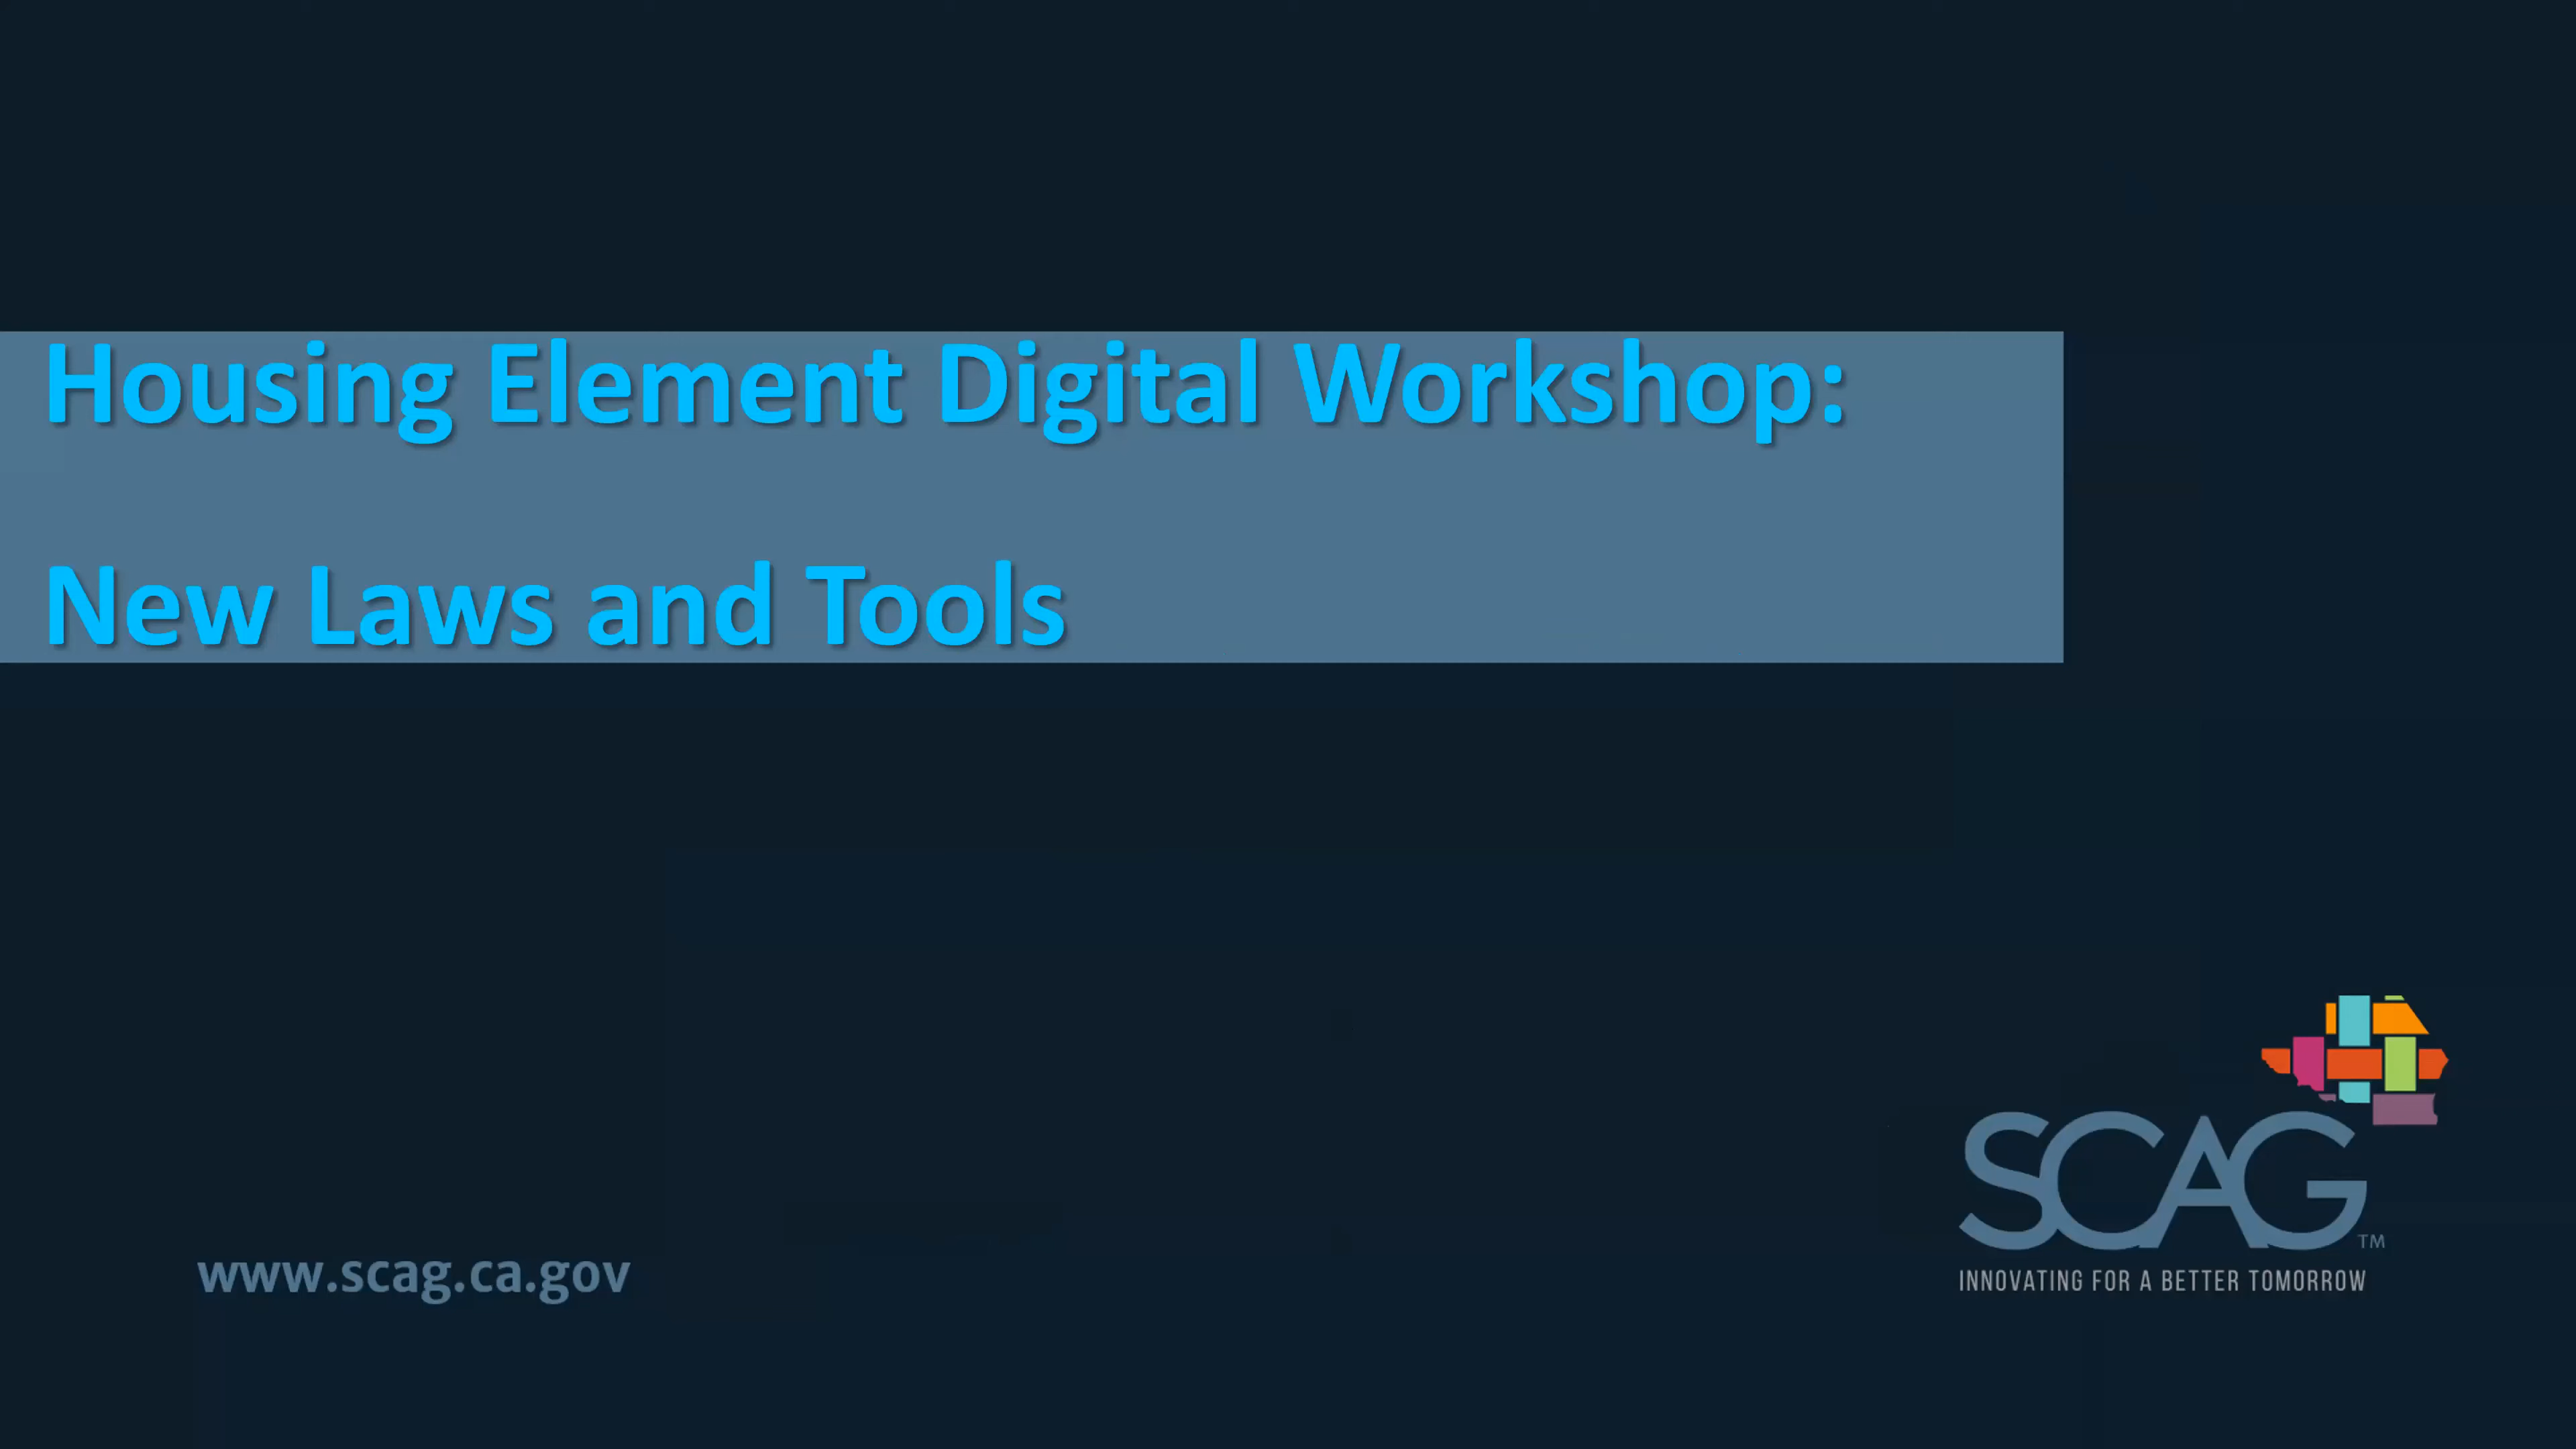 Housing Element Digital Workshop:
New Laws and Tools
www.scag.ca.gov
SCAG™
INNOVATING FOR A BETTER TOMORROW